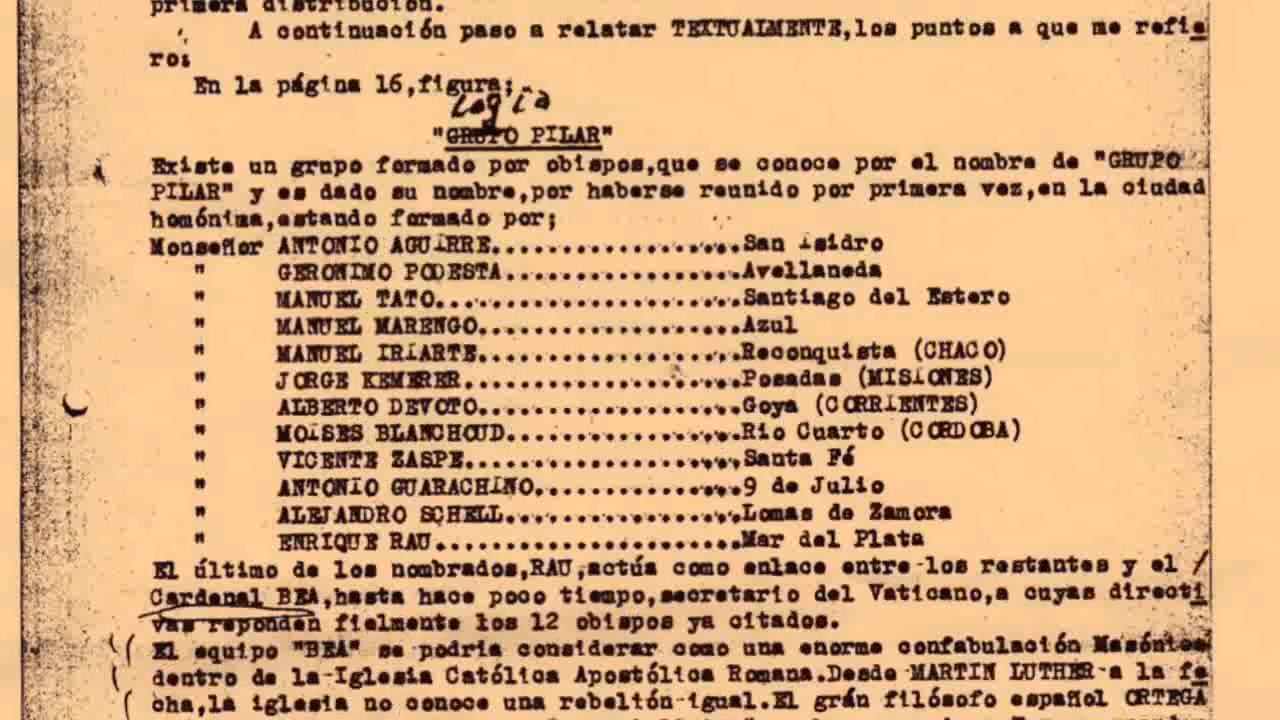 primera distribución.
A continuación paso a relatar TEXTUALMENTE,los puntos a que me refie
ro:
En la página 16,figura;
Logia
"GRUPO PILAR"
Existe un grupo formado por obispos,que se conoce por el nombre de "GRUPO
PILAR" y es dado su nombre,por haberse reunido por primera vez,en la ciudad
homónima,estando formado por;
Monseñor ANTONIO AGUIRRE......................San Isidro
" GERONIMO PODESTA.....................Avellaneda
" MANUEL TATO..........................Santiago del Estero
" MANUEL MARENGO.......................Azul
" MANUEL IRIARTE.......................Reconquista (CHACO)
" JORGE KEMERER........................Posadas (MISIONES)
" ALBERTO DEVOTO.......................Goya (CORRIENTES)
" MOISES BLANCHOUD.....................Rio Cuarto (CORDOBA)
" VICENTE ZASPE........................Santa Fé
" ANTONIO GUARACHINO..................9 de Julio
" ALEJANDRO SCHELL.....................Lomas de Zamora
" ENRIQUE RAU..........................Mar del Plata
El último de los nombrados,RAU,actúa como enlace entre los restantes y el /
Cardenal BEA,hasta hace poco tiempo,secretario del Vaticano,a cuyas directi
vas responden fielmente los 12 obispos ya citados.
El equipo "BEA" se podria considerar como una enorme confabulación Masónica
dentro de la Iglesia Católica Apostólica Romana.Desde MARTIN LUTHER a la fe
cha,la iglesia no conoce una rebelión igual.El grán filósofo español ORTEGA